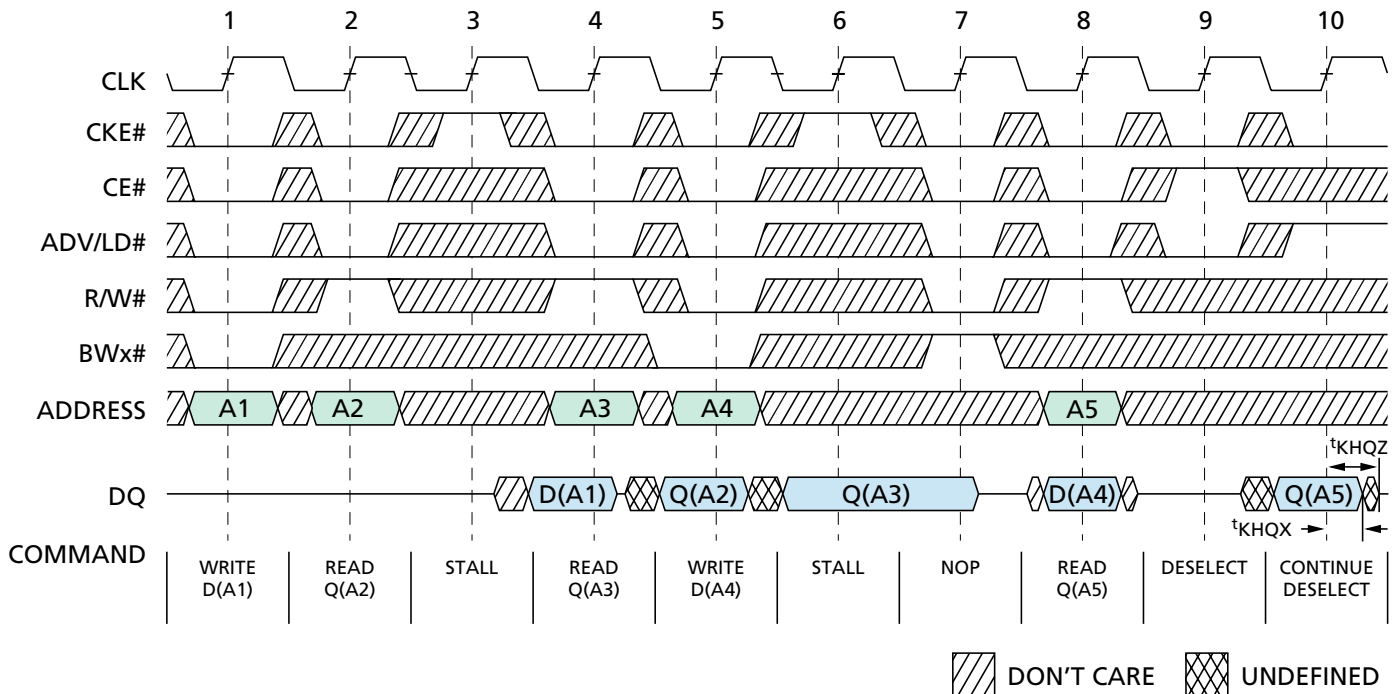 1 2 3 4 5 6 7 8 9 10
CLK
CKE#
CE#
ADV/LD#
R/W#
BWx#
ADDRESS A1 A2 A3 A4 A5
tKHQZ
DQ D(A1) Q(A2) Q(A3) D(A4) Q(A5)
tKHQX
COMMAND
WRITE READ STALL READ WRITE STALL NOP READ DESELECT CONTINUE
D(A1) Q(A2) Q(A3) D(A4) Q(A5) DESELECT
DON'T CARE UNDEFINED